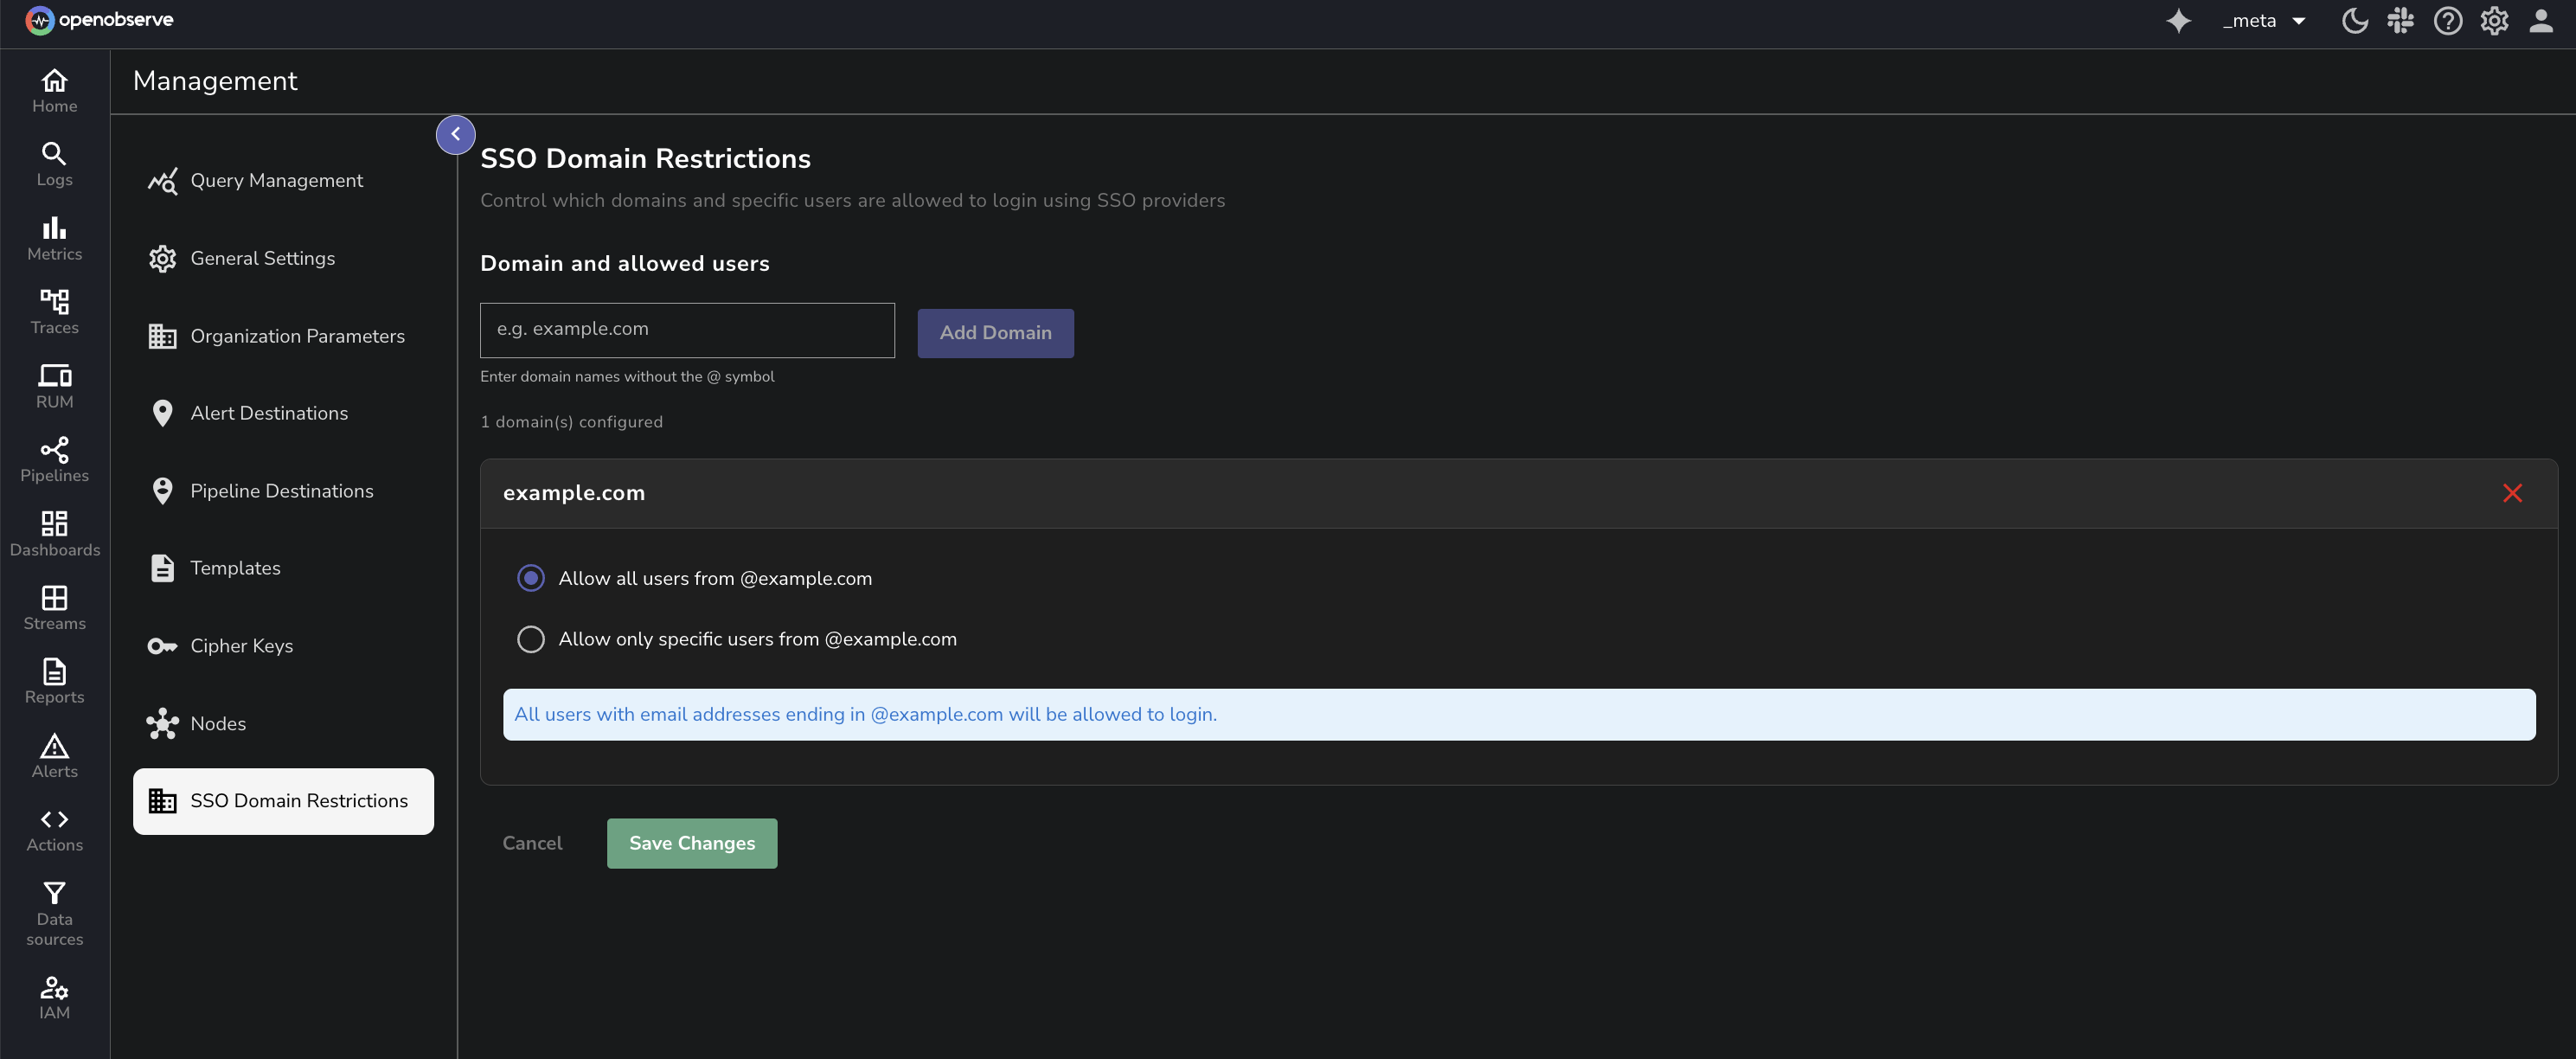 openobserve
_meta
Home
Logs
Metrics
Traces
RUM
Pipelines
Dashboards
Streams
Reports
Alerts
Actions
Data
sources
IAM
Management
Query Management
General Settings
Organization Parameters
Alert Destinations
Pipeline Destinations
Templates
Cipher Keys
Nodes
SSO Domain Restrictions
SSO Domain Restrictions
Control which domains and specific users are allowed to login using SSO providers
Domain and allowed users
e.g. example.com
Add Domain
Enter domain names without the @ symbol
1 domain(s) configured
example.com
Allow all users from @example.com
Allow only specific users from @example.com
All users with email addresses ending in @example.com will be allowed to login.
Cancel
Save Changes